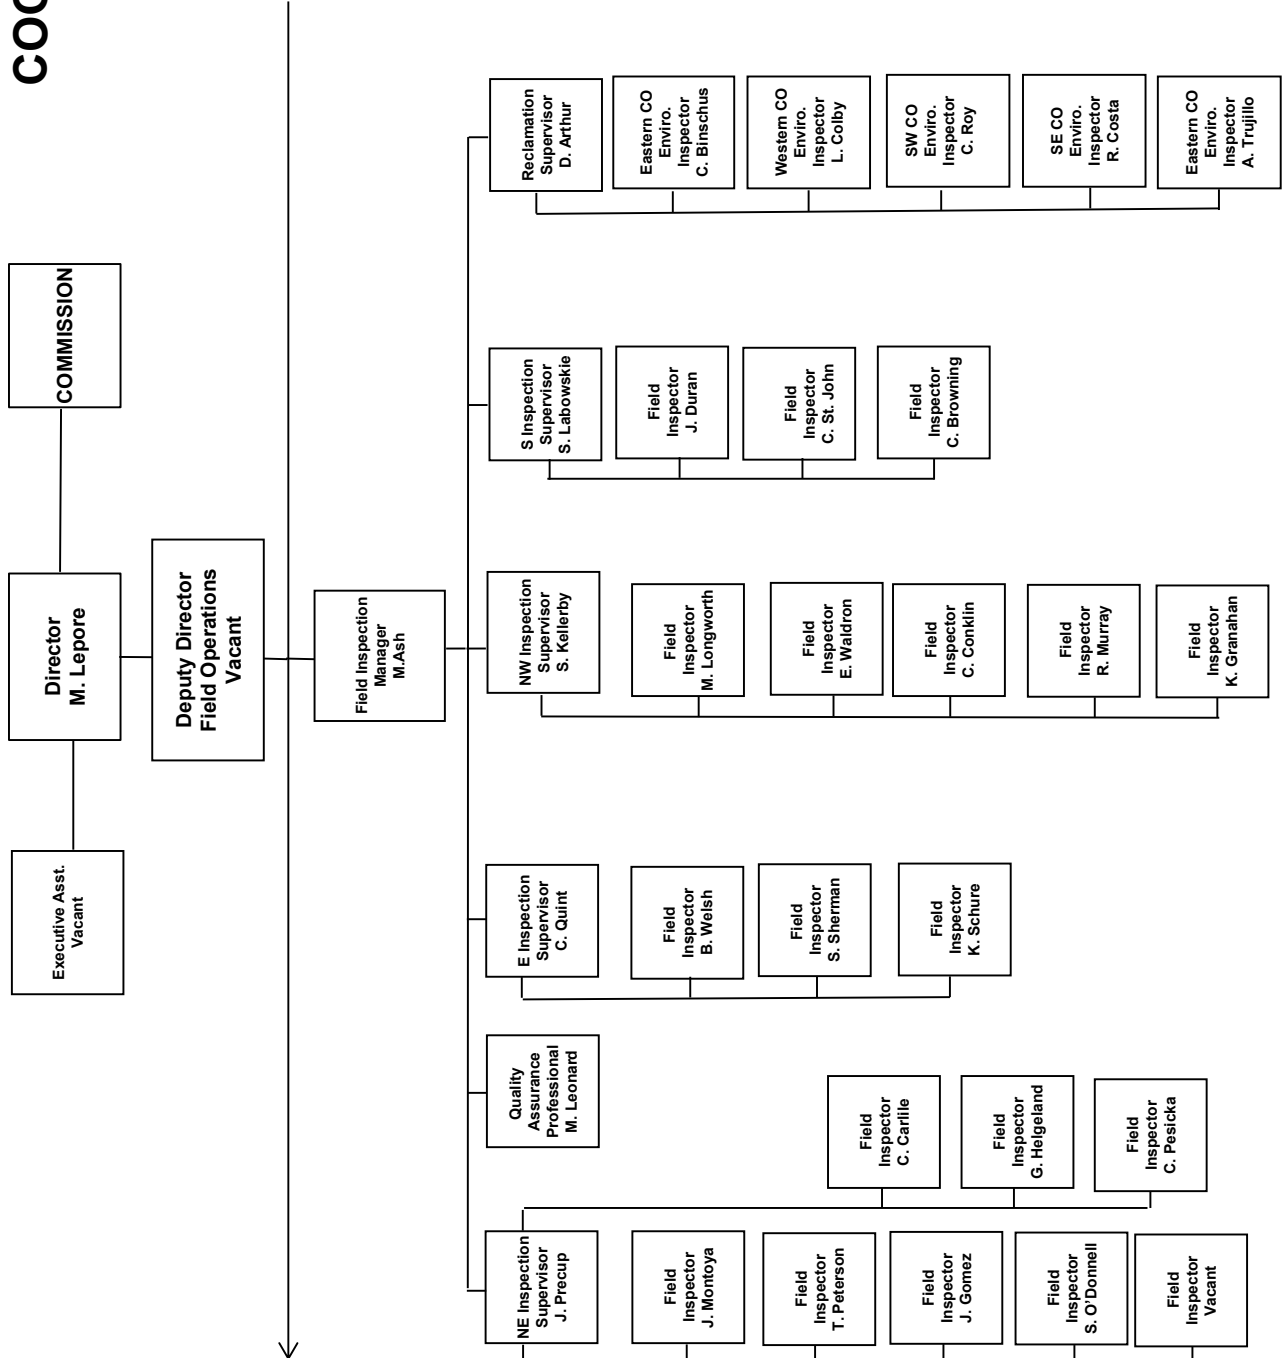 Executive Asst.
Vacant
Director
M. Lepore
COMMISSION
Deputy Director
Field Operations
Vacant
Field Inspection
Manager
M.Ash
NE Inspection
Supervisor
J. Precup
Field
Inspector
J. Montoya
Field
Inspector
T. Peterson
Field
Inspector
J. Gomez
Field
Inspector
S. O'Donnell
Field
Inspector
Vacant
Field
Inspector
C. Carlile
Field
Inspector
G. Helgeland
Field
Inspector
C. Pesicka
Quality
Assurance
Professional
M. Leonard
E Inspection
Supervisor
C. Quint
Field
Inspector
B. Welsh
Field
Inspector
S. Sherman
Field
Inspector
K. Schure
NW Inspection
Supervisor
S. Kellerby
Field
Inspector
M. Longworth
Field
Inspector
E. Waldron
Field
Inspector
C. Conklin
Field
Inspector
R. Murray
Field
Inspector
K. Granahan
S Inspection
Supervisor
S. Labowskie
Field
Inspector
J. Duran
Field
Inspector
C. St. John
Field
Inspector
C. Browning
Reclamation
Supervisor
D. Arthur
Eastern CO
Enviro.
Inspector
C. Binschus
Western CO
Enviro.
Inspector
L. Colby
SW CO
Enviro.
Inspector
C. Roy
SE CO
Enviro.
Inspector
R. Costa
Eastern CO
Enviro.
Inspector
A. Trujillo